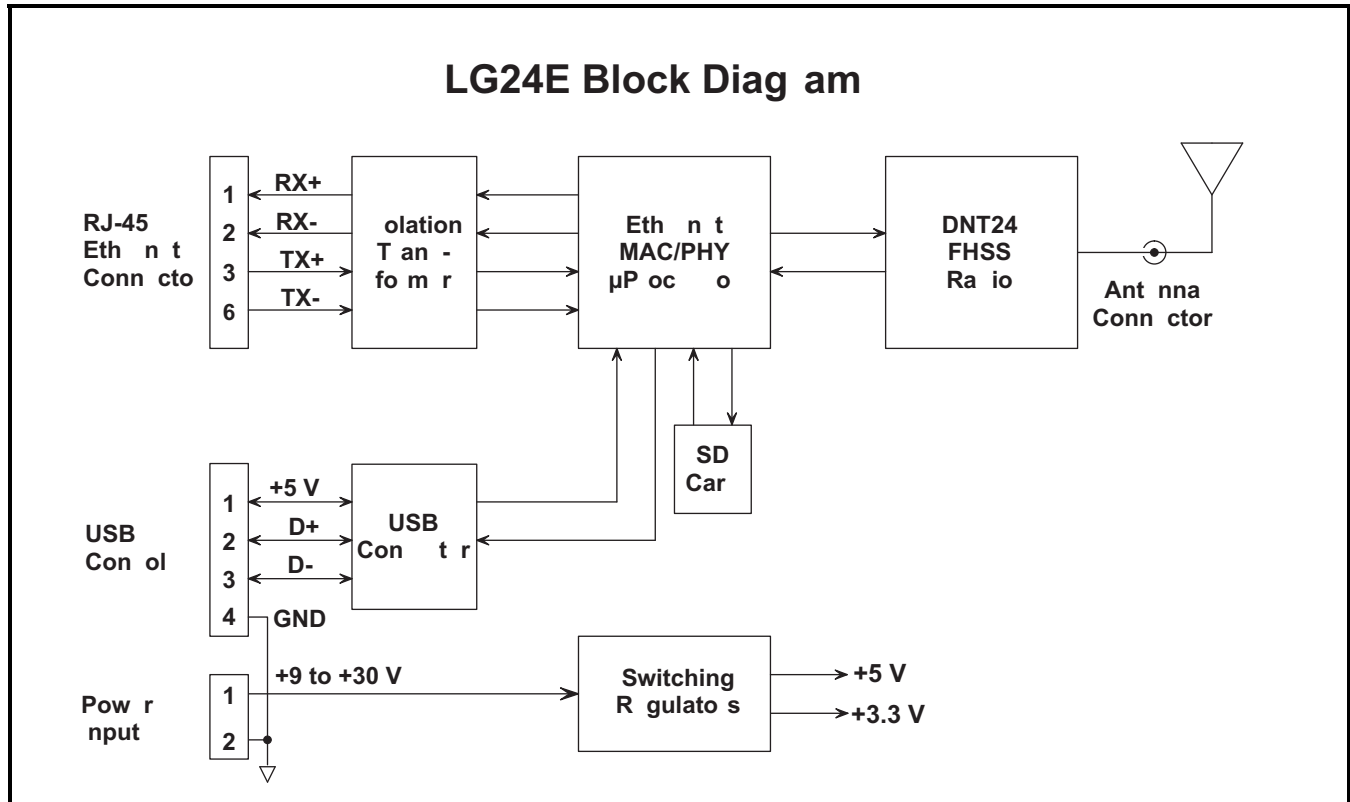 LG24E Block Diag am
RJ-45
Eth n t
Conn cto
1
2
3
6
RX+
RX-
TX+
TX-
olation
T an -
fo m r
Eth n t
MAC/PHY
µP oc o
DNT24
FHSS
Ra io
Ant nna
Conn ctor
SD
Car
USB
Con ol
1
2
3
4
+5 V
D+
D-
GND
USB
Con t r
Pow r
nput
1
2
+9 to +30 V
Switching
R gulato s
+5 V
+3.3 V